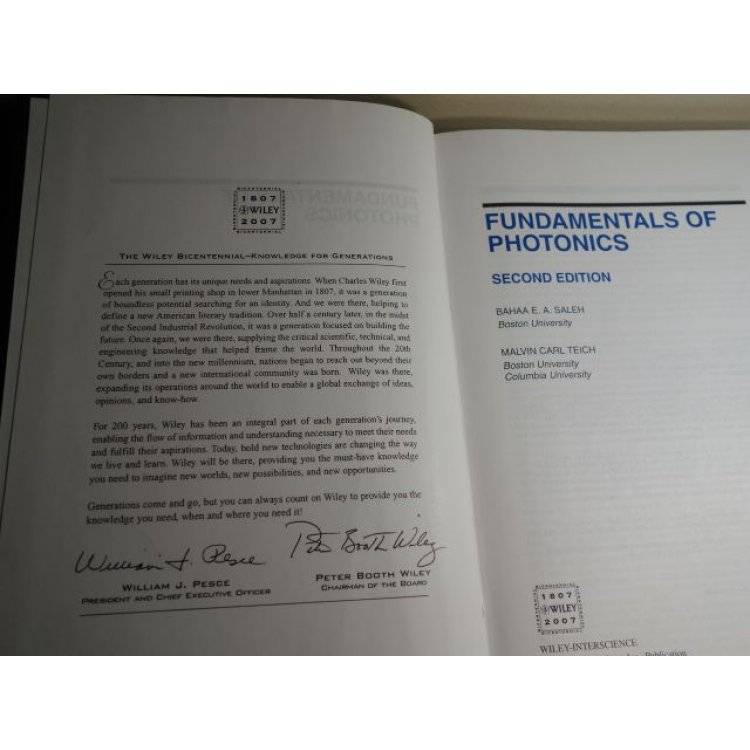 BICENTENNIAL
1807
WILEY
2007
BICENTENNIAL
THE WILEY BICENTENNIAL–KNOWLEDGE FOR GENERATIONS
Each generation has its unique needs and aspirations. When Charles Wiley first
opened his small printing shop in lower Manhattan in 1807, it was a generation
of boundless potential searching for an identity. And we were there, helping to
define a new American literary tradition. Over half a century later, in the midst
of the Second Industrial Revolution, it was a generation focused on building the
future. Once again, we were there, supplying the critical scientific, technical, and
engineering knowledge that helped frame the world. Throughout the 20th
Century, and into the new millennium, nations began to reach out beyond their
own borders and a new international community was born. Wiley was there,
expanding its operations around the world to enable a global exchange of ideas,
opinions, and know-how.
For 200 years, Wiley has been an integral part of each generation's journey,
enabling the flow of information and understanding necessary to meet their needs
and fulfill their aspirations. Today, bold new technologies are changing the way
we live and learn. Wiley will be there, providing you the must-have knowledge
you need to imagine new worlds, new possibilities, and new opportunities.
Generations come and go, but you can always count on Wiley to provide you the
knowledge you need, when and where you need it!
William J. Pesce
Peter Booth Wiley
WILLIAM J. PESCE
PRESIDENT AND CHIEF EXECUTIVE OFFICER
PETER BOOTH WILEY
CHAIRMAN OF THE BOARD
FUNDAMENTALS OF
PHOTONICS
SECOND EDITION
BAHAA E. A. SALEH
Boston University
MALVIN CARL TEICH
Boston University
Columbia University
BICENTENNIAL
1807
WILEY
2007
BICENTENNIAL
WILEY-INTERSCIENCE
Publication